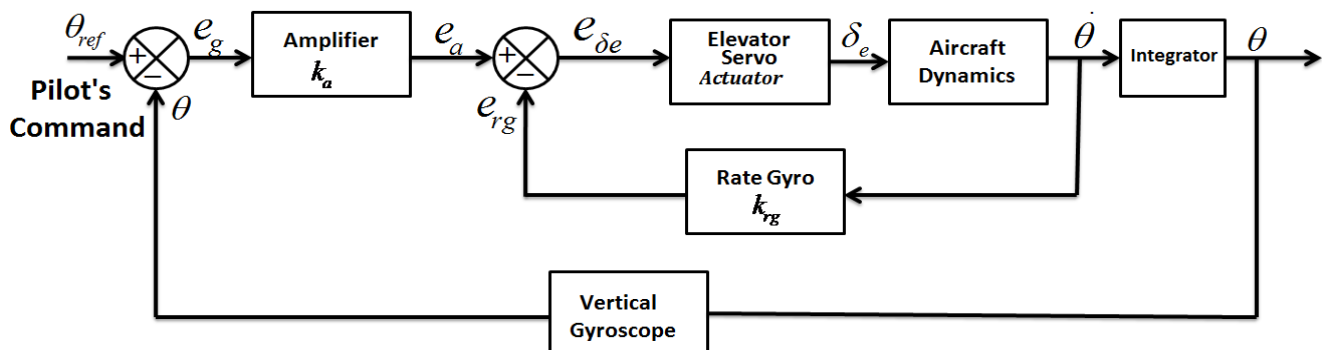 θref
Pilot's
Command
+
−
θ
eg
Amplifier
ka
ea
+
−
erg
eδe
Elevator
Servo
Actuator
δe
Aircraft
Dynamics
θ̇
Integrator
θ
Rate Gyro
krg
Vertical
Gyroscope